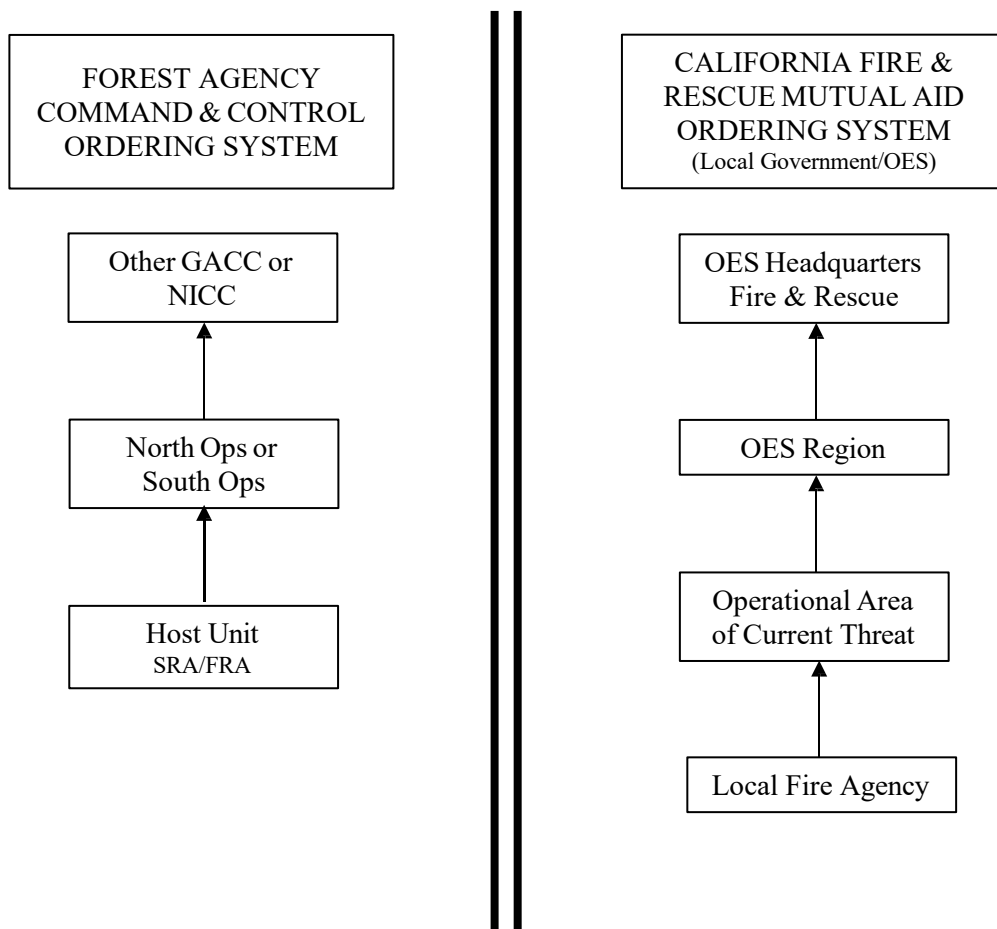 FOREST AGENCY
COMMAND & CONTROL
ORDERING SYSTEM
Other GACC or
NICC
North Ops or
South Ops
Host Unit
SRA/FRA
CALIFORNIA FIRE &
RESCUE MUTUAL AID
ORDERING SYSTEM
(Local Government/OES)
OES Headquarters
Fire & Rescue
OES Region
Operational Area
of Current Threat
Local Fire Agency